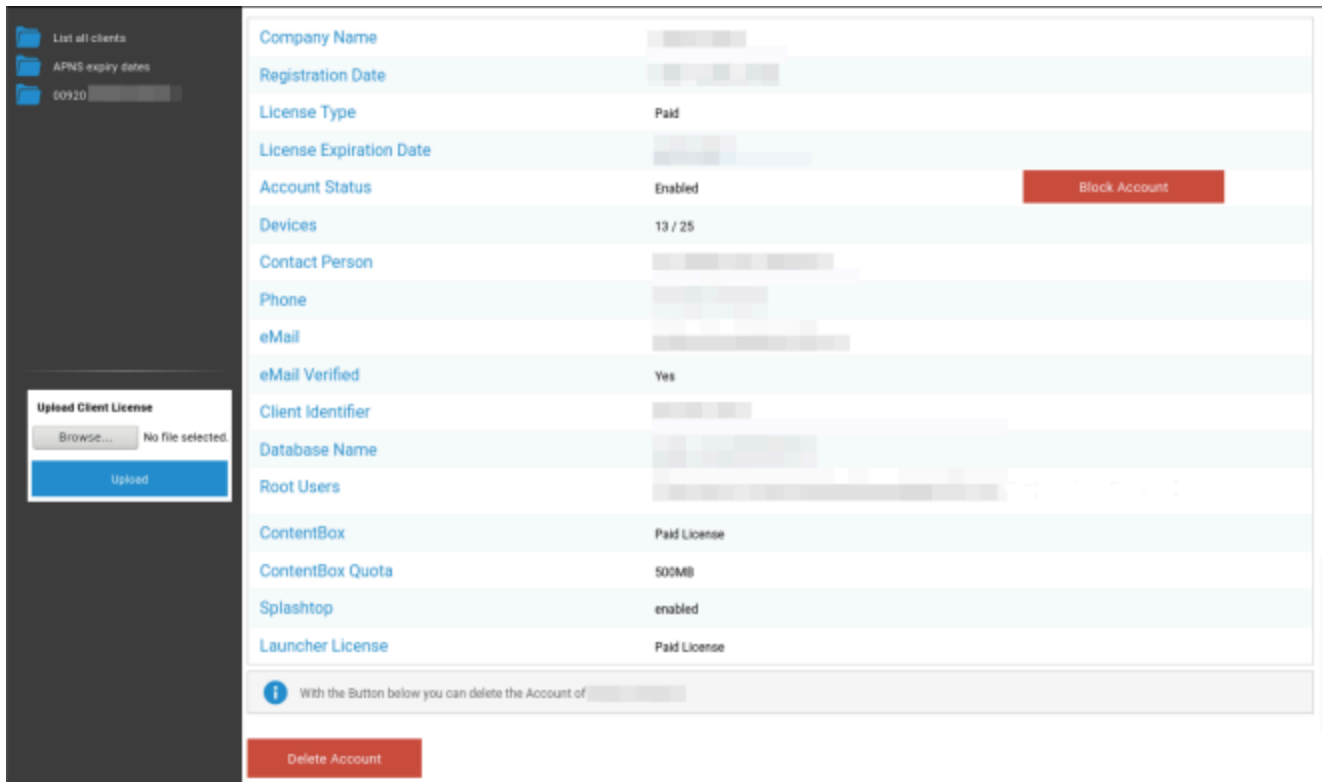 List all clients
APNS expiry dates
00920
Upload Client License
Browse... No file selected.
Upload
Company Name
Registration Date
License Type Paid
License Expiration Date
Account Status Enabled Block Account
Devices 13 / 25
Contact Person
Phone
eMail
eMail Verified Yes
Client Identifier
Database Name
Root Users
ContentBox Paid License
ContentBox Quota 500MB
Splashtop enabled
Launcher License Paid License
With the Button below you can delete the Account of
Delete Account